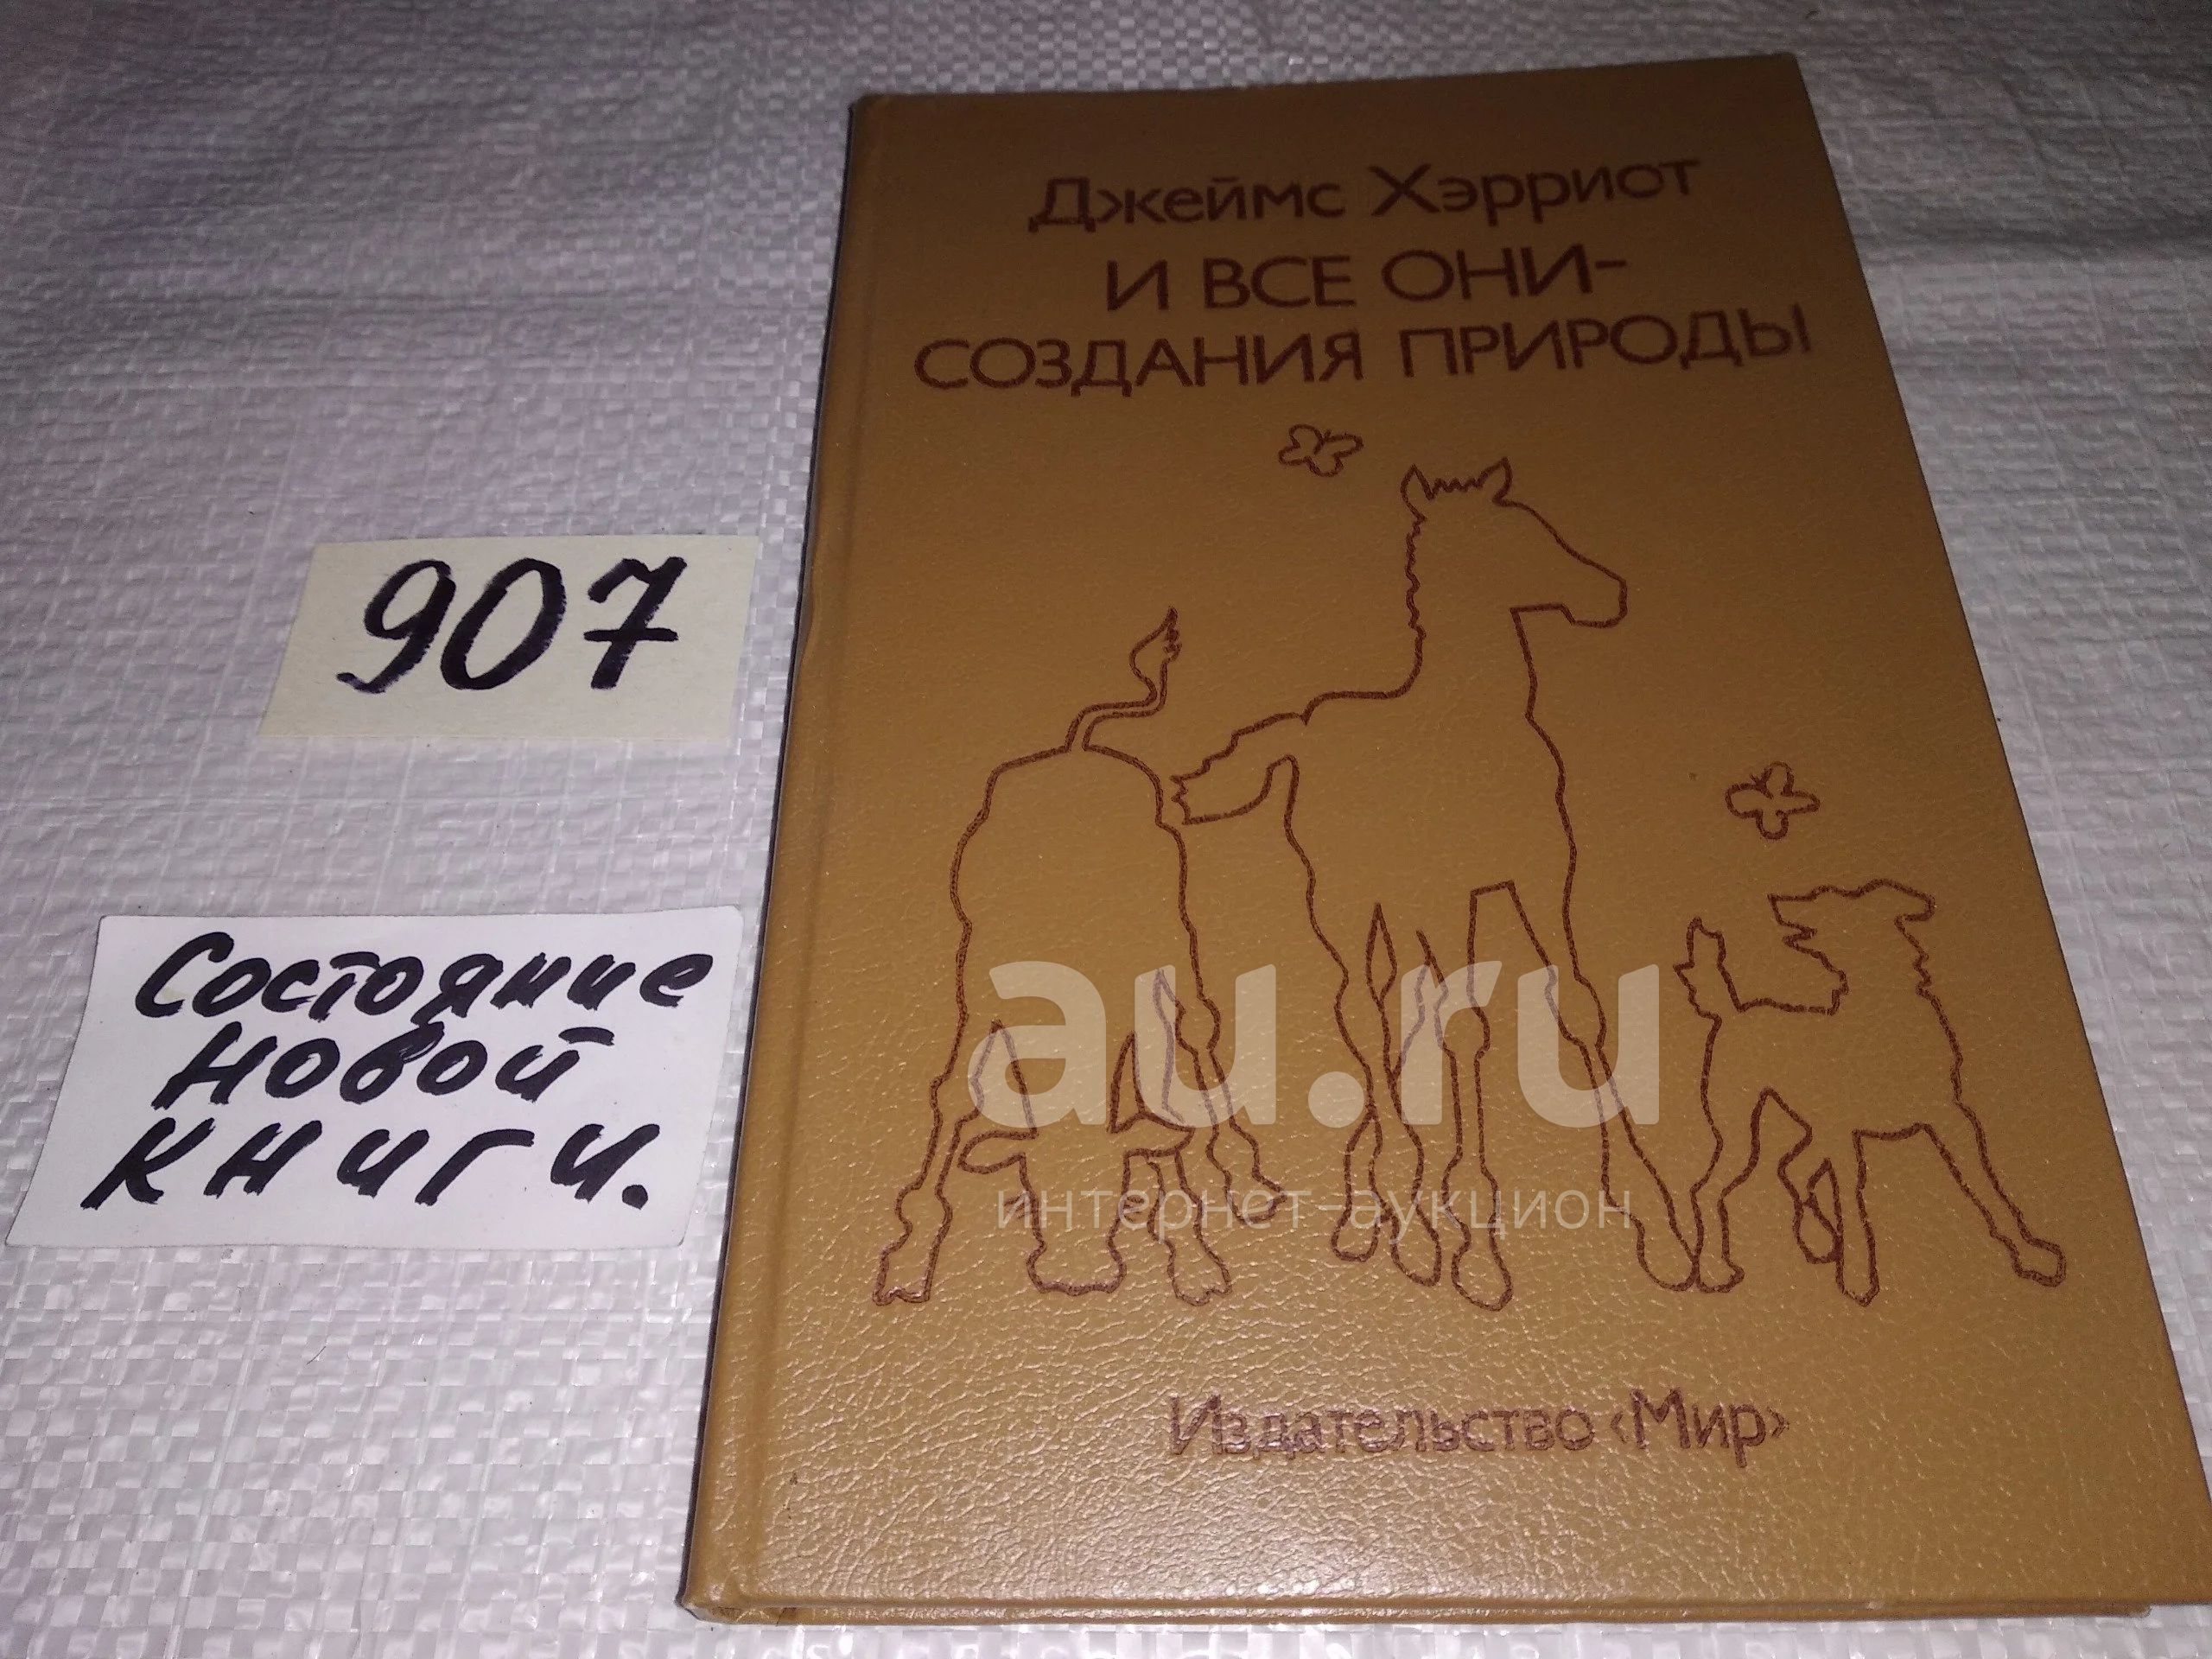 Джеймс Хэрриот
И ВСЕ ОНИ-
СОЗДАНИЯ ПРИРОДЫ
907
Состояние
новой
книги.
au.ru
интернет-аукцион
Издательство «Мир»